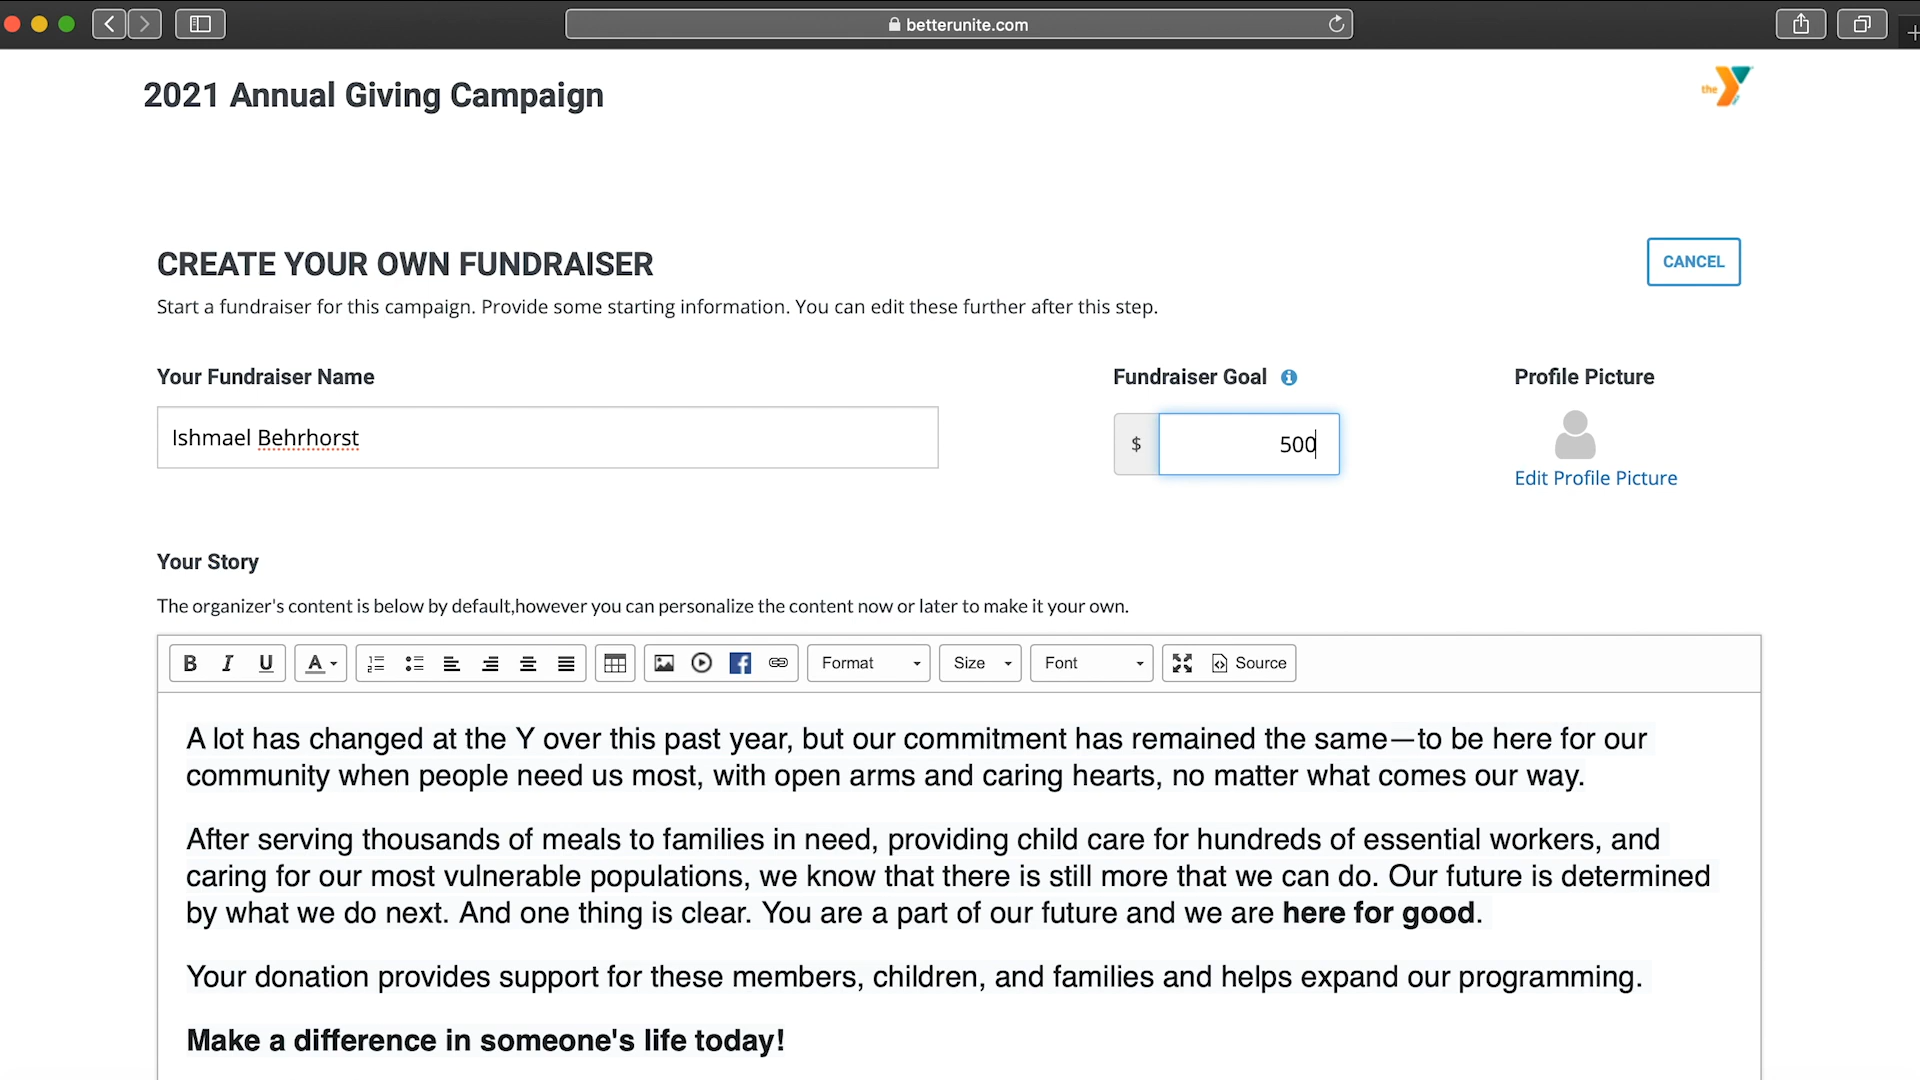 betterunite.com
2021 Annual Giving Campaign
the Y
CREATE YOUR OWN FUNDRAISER
CANCEL
Start a fundraiser for this campaign. Provide some starting information. You can edit these further after this step.
Your Fundraiser Name
Fundraiser Goal
Profile Picture
Ishmael Behrhorst
$ 500
Edit Profile Picture
Your Story
The organizer's content is below by default,however you can personalize the content now or later to make it your own.
B I U A Format Size Font Source
A lot has changed at the Y over this past year, but our commitment has remained the same—to be here for our
community when people need us most, with open arms and caring hearts, no matter what comes our way.
After serving thousands of meals to families in need, providing child care for hundreds of essential workers, and
caring for our most vulnerable populations, we know that there is still more that we can do. Our future is determined
by what we do next. And one thing is clear. You are a part of our future and we are here for good.
Your donation provides support for these members, children, and families and helps expand our programming.
Make a difference in someone's life today!